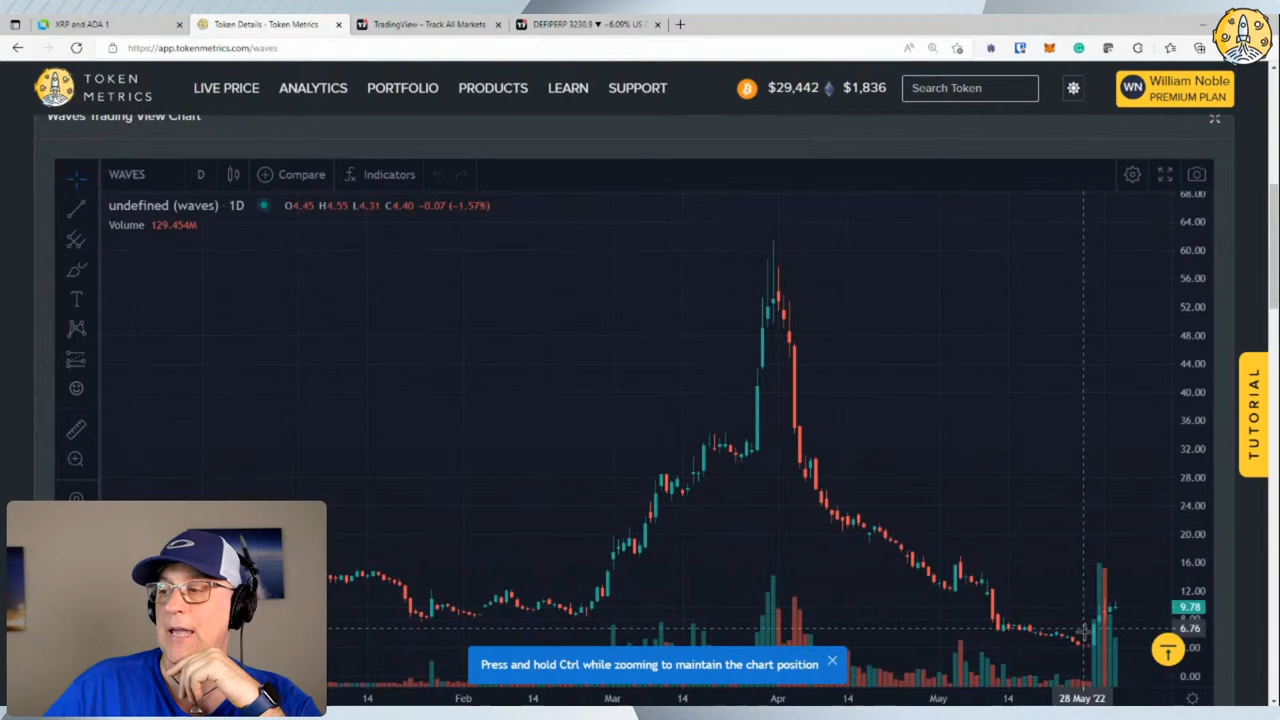 XRP and ADA 1
Token Details - Token Metrics
TradingView – Track All Markets
DEFIPERP 3230.9 ▼ −6.09%
https://app.tokenmetrics.com/waves
TOKEN
METRICS
LIVE PRICE
ANALYTICS
PORTFOLIO
PRODUCTS
LEARN
SUPPORT
$29,442
$1,836
Search Token
WN
William Noble
PREMIUM PLAN
Waves Trading View Chart
WAVES
D
Compare
Indicators
undefined (waves) · 1D
O4.45 H4.55 L4.31 C4.40 −0.07 (−1.57%)
Volume 129.454M
68.00
64.00
60.00
56.00
52.00
48.00
44.00
40.00
36.00
32.00
28.00
24.00
20.00
16.00
12.00
9.78
6.76
0.00
TUTORIAL
Press and hold Ctrl while zooming to maintain the chart position
14
Feb
14
Mar
14
Apr
14
May
14
28 May '22